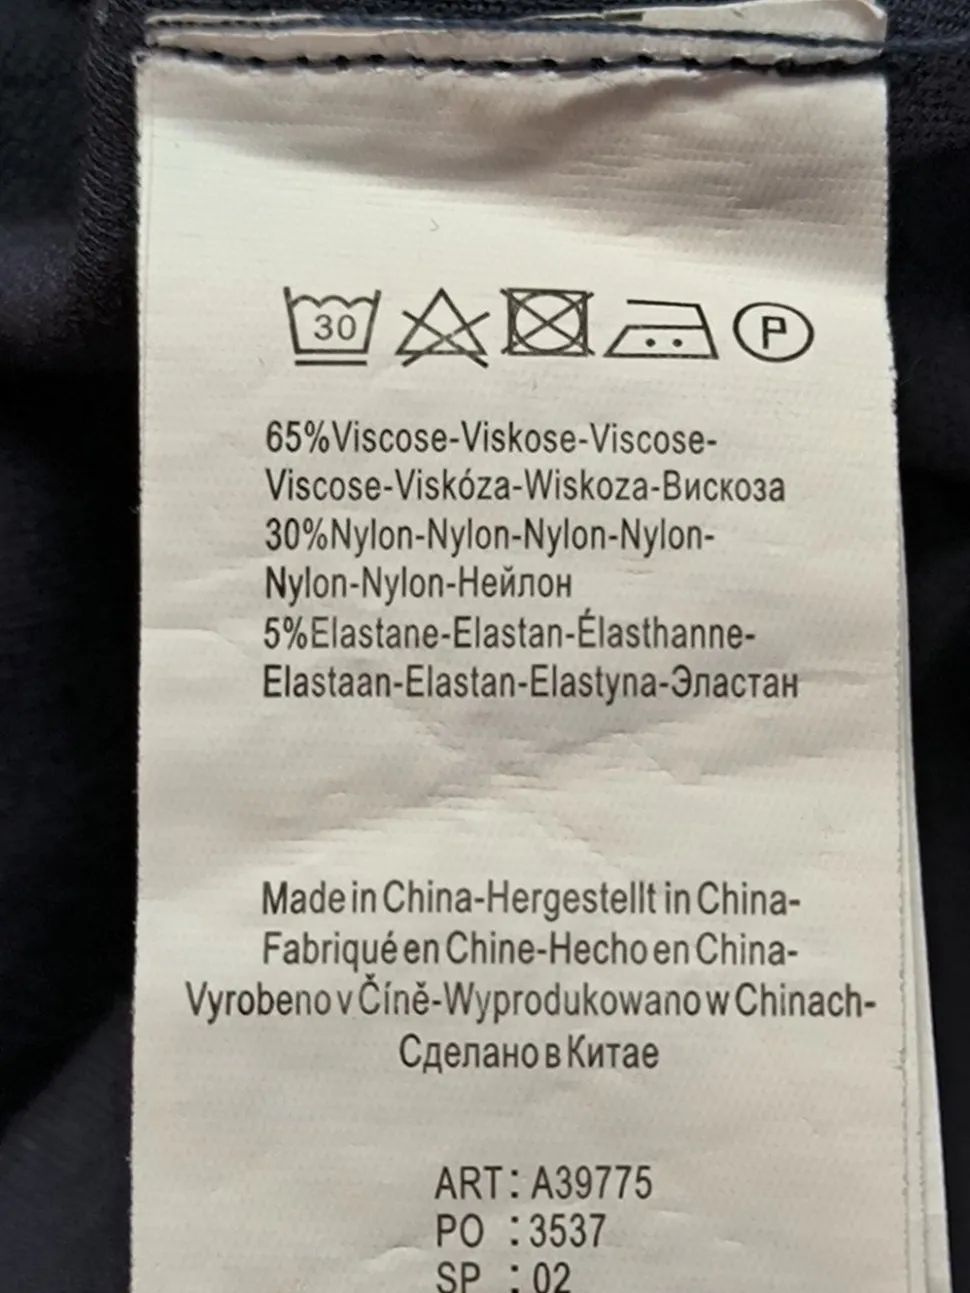 30 P
65%Viscose-Viskose-Viscose-
Viscose-Viskóza-Wiskoza-Вискоза
30%Nylon-Nylon-Nylon-Nylon-
Nylon-Nylon-Нейлон
5%Elastane-Elastan-Élasthanne-
Elastaan-Elastan-Elastyna-Эластан
Made in China-Hergestellt in China-
Fabriqué en Chine-Hecho en China-
Vyrobeno v Číně-Wyprodukowano w Chinach-
Сделано в Китае
ART: A39775
PO :3537
SP :02